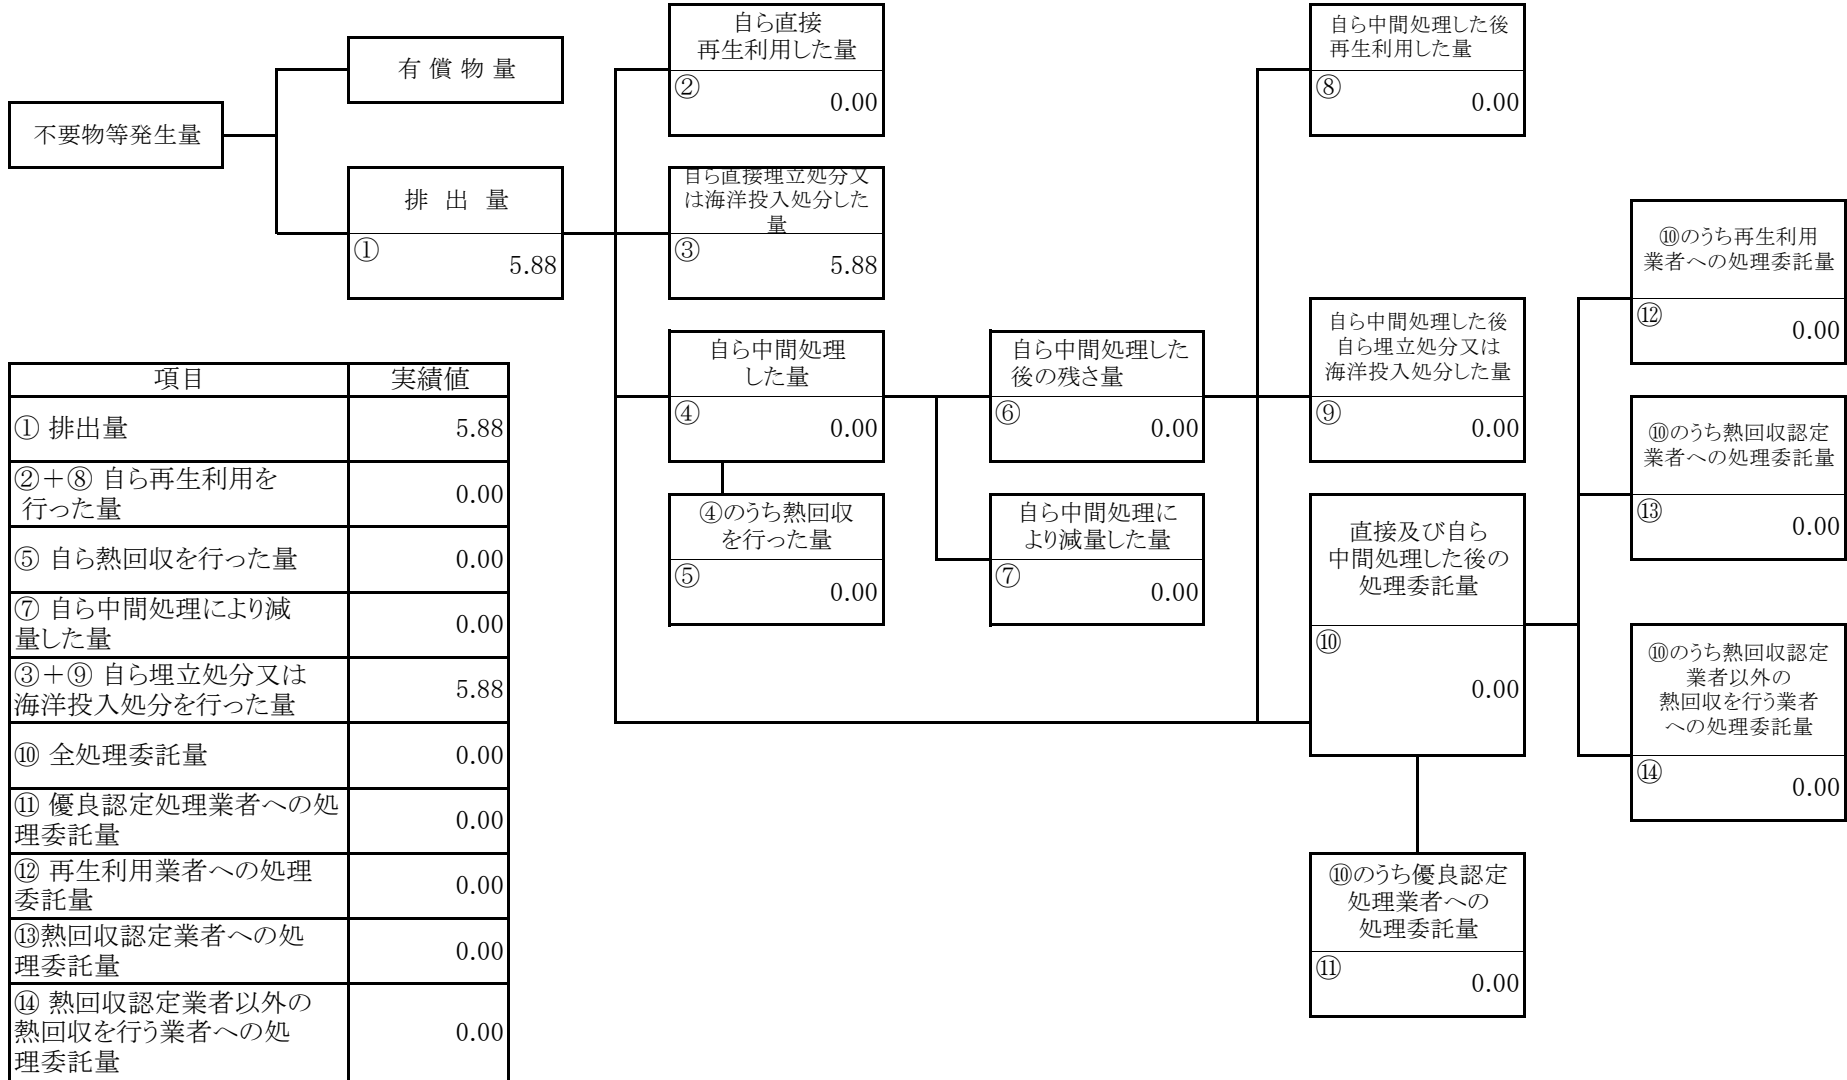 不要物等発生量
有 償 物 量
排 出 量
①
5.88
自ら直接
再生利用した量
②
0.00
自ら直接埋立処分又
は海洋投入処分した
量
③
5.88
自ら中間処理
した量
④
0.00
④のうち熱回収
を行った量
⑤
0.00
自ら中間処理した
後の残さ量
⑥
0.00
自ら中間処理に
より減量した量
⑦
0.00
自ら中間処理した後
再生利用した量
⑧
0.00
自ら中間処理した後
自ら埋立処分又は
海洋投入処分した量
⑨
0.00
直接及び自ら
中間処理した後の
処理委託量
⑩
0.00
⑩のうち優良認定
処理業者への
処理委託量
⑪
0.00
⑩のうち再生利用
業者への処理委託量
⑫
0.00
⑩のうち熱回収認定
業者への処理委託量
⑬
0.00
⑩のうち熱回収認定
業者以外の
熱回収を行う業者
への処理委託量
⑭
0.00
項目 実績値
① 排出量 5.88
②＋⑧ 自ら再生利用を
行った量 0.00
⑤ 自ら熱回収を行った量 0.00
⑦ 自ら中間処理により減
量した量 0.00
③＋⑨ 自ら埋立処分又は
海洋投入処分を行った量 5.88
⑩ 全処理委託量 0.00
⑪ 優良認定処理業者への処
理委託量 0.00
⑫ 再生利用業者への処理
委託量 0.00
⑬熱回収認定業者への処
理委託量 0.00
⑭ 熱回収認定業者以外の
熱回収を行う業者への処
理委託量 0.00